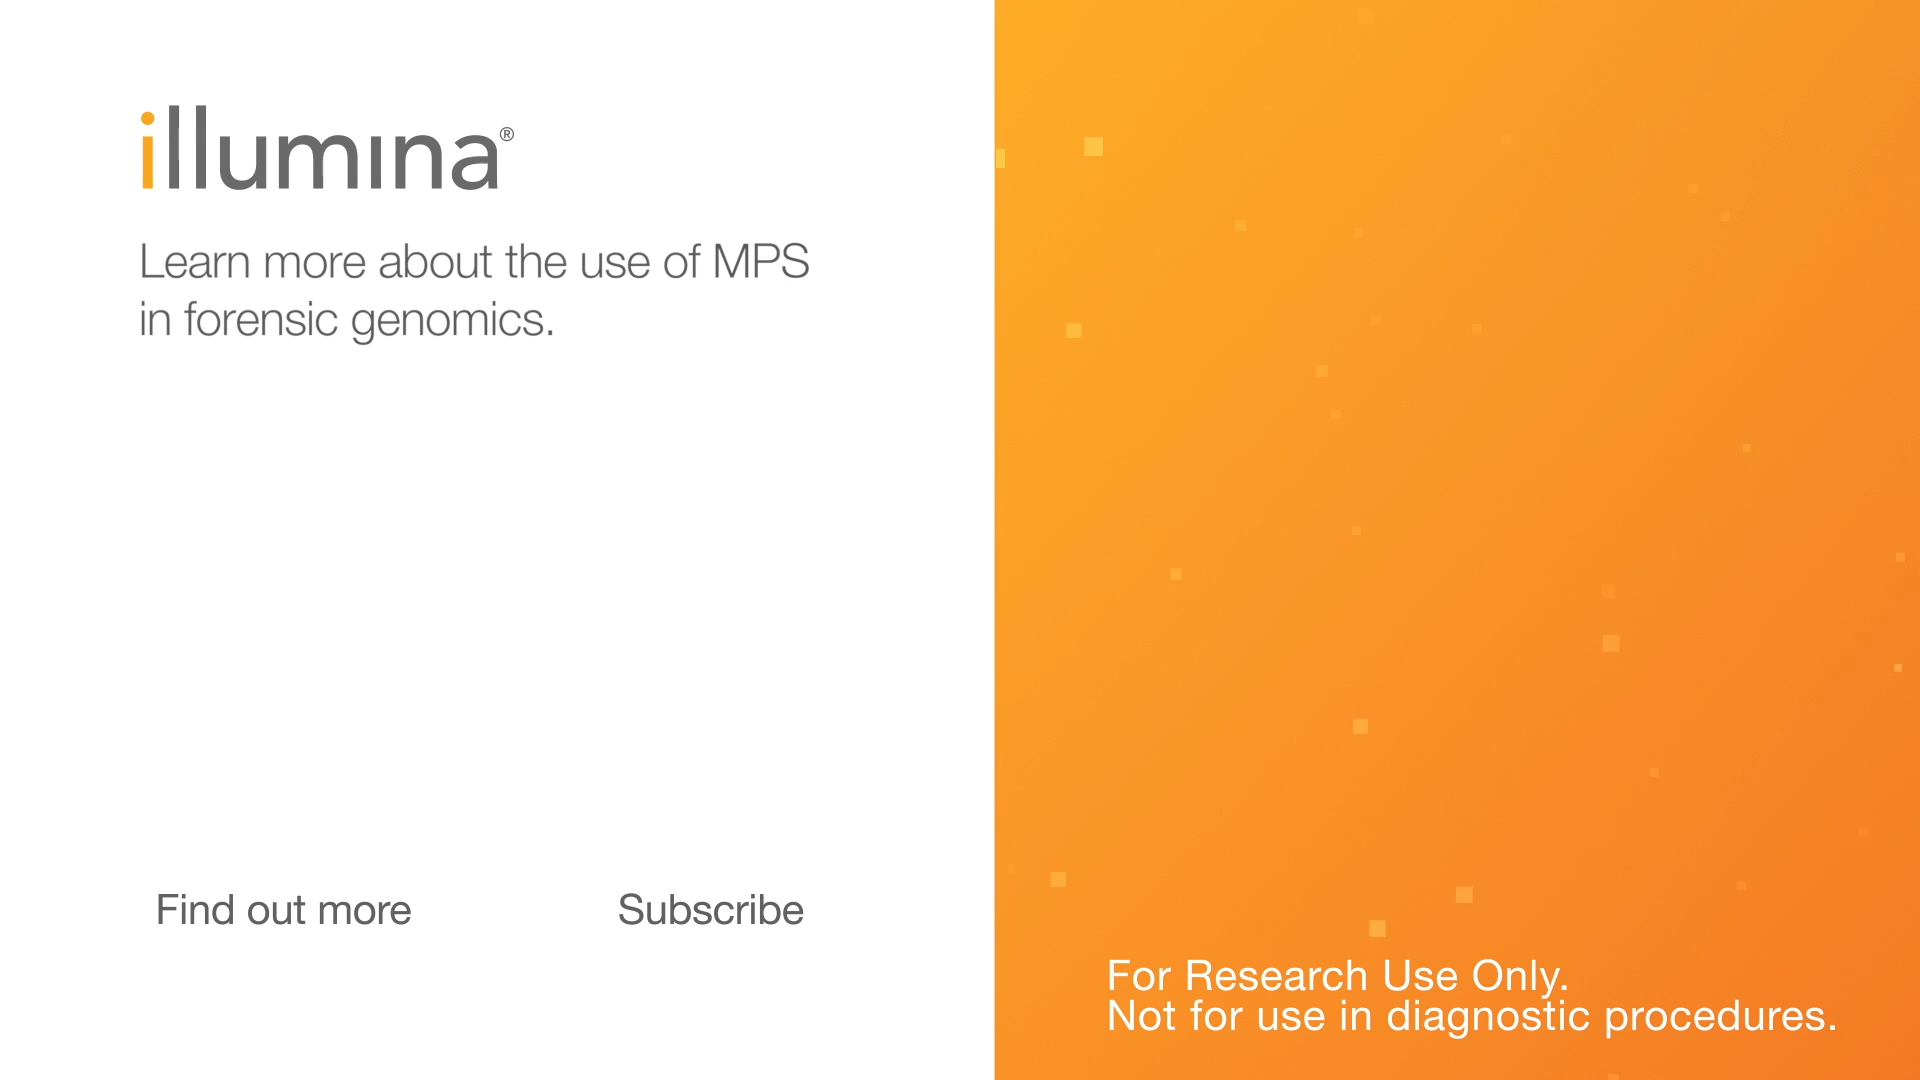 illumina®
Learn more about the use of MPS
in forensic genomics.
Find out more
Subscribe
For Research Use Only.
Not for use in diagnostic procedures.